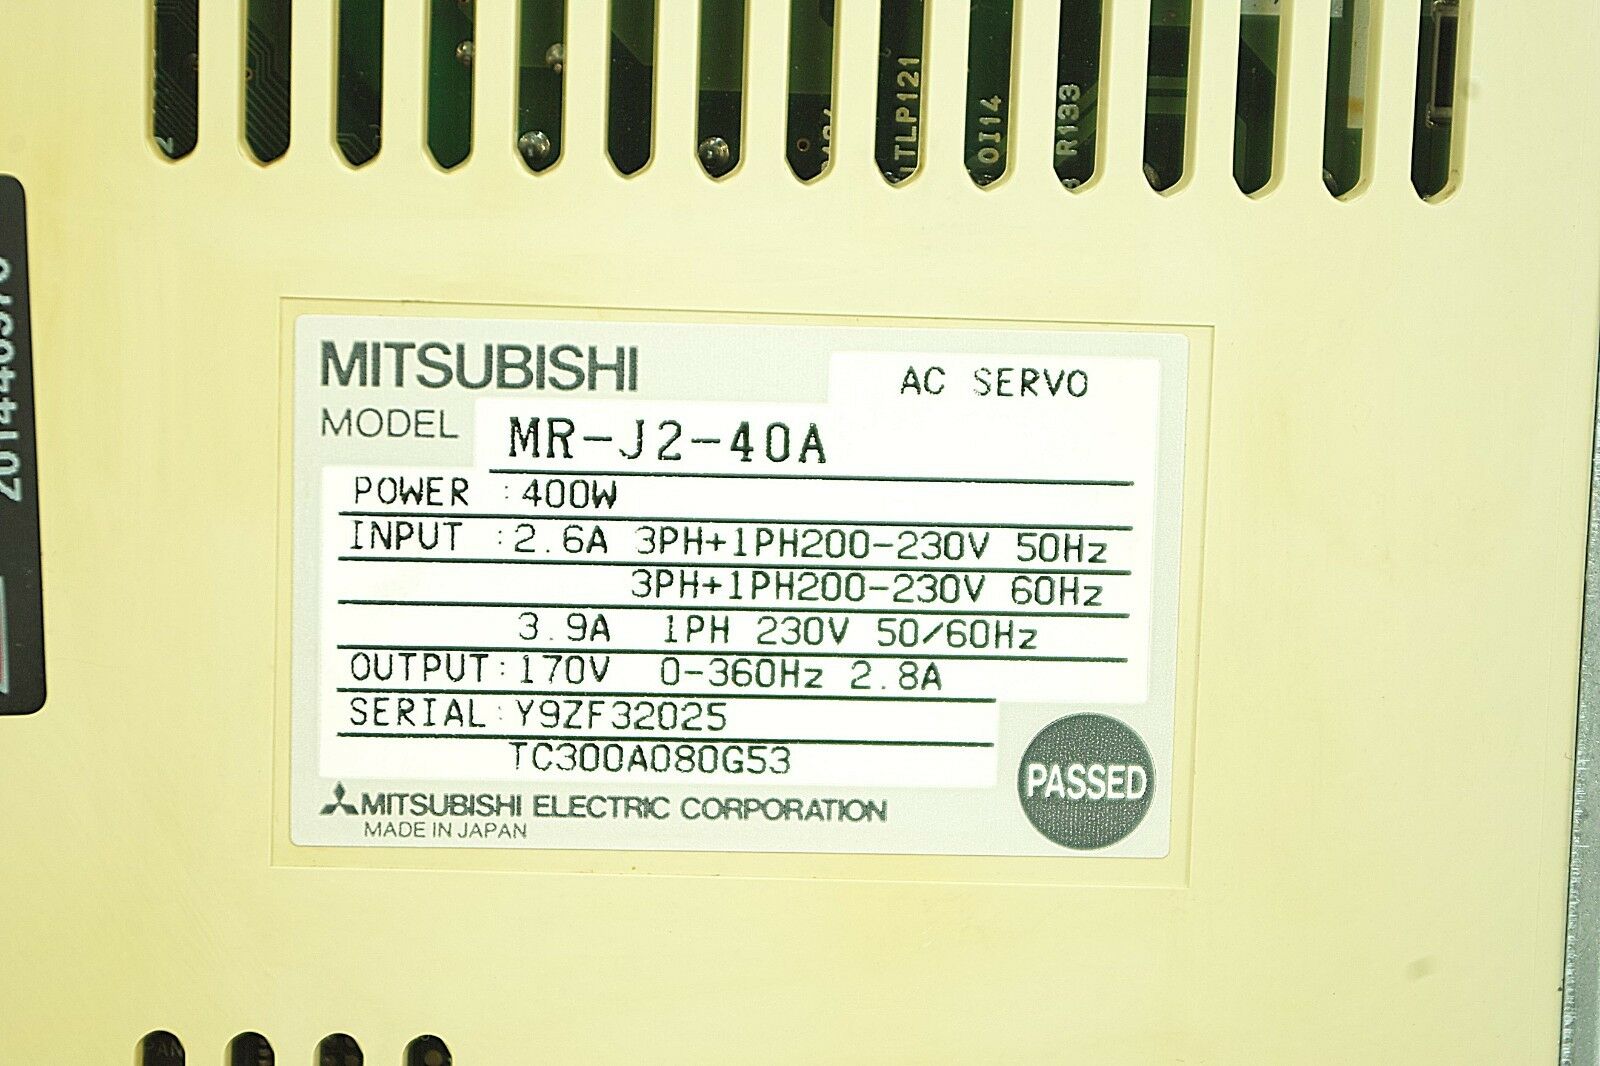 TLP121
0I14
R133
MITSUBISHI
AC SERVO
MODEL MR-J2-40A
POWER : 400W
INPUT : 2.6A 3PH+1PH200-230V 50Hz
3PH+1PH200-230V 60Hz
3.9A 1PH 230V 50/60Hz
OUTPUT: 170V 0-360Hz 2.8A
SERIAL: Y9ZF32025
TC300A080G53
PASSED
MITSUBISHI ELECTRIC CORPORATION
MADE IN JAPAN